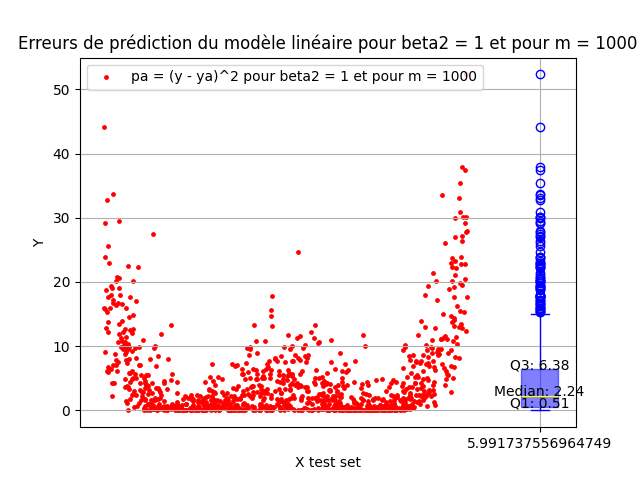 Erreurs de prédiction du modèle linéaire pour beta2 = 1 et pour m = 1000
pa = (y - ya)^2 pour beta2 = 1 et pour m = 1000
50
40
30
20
10
0
Y
Q3: 6.38
Median: 2.24
Q1: 0.51
5.991737556964749
X test set